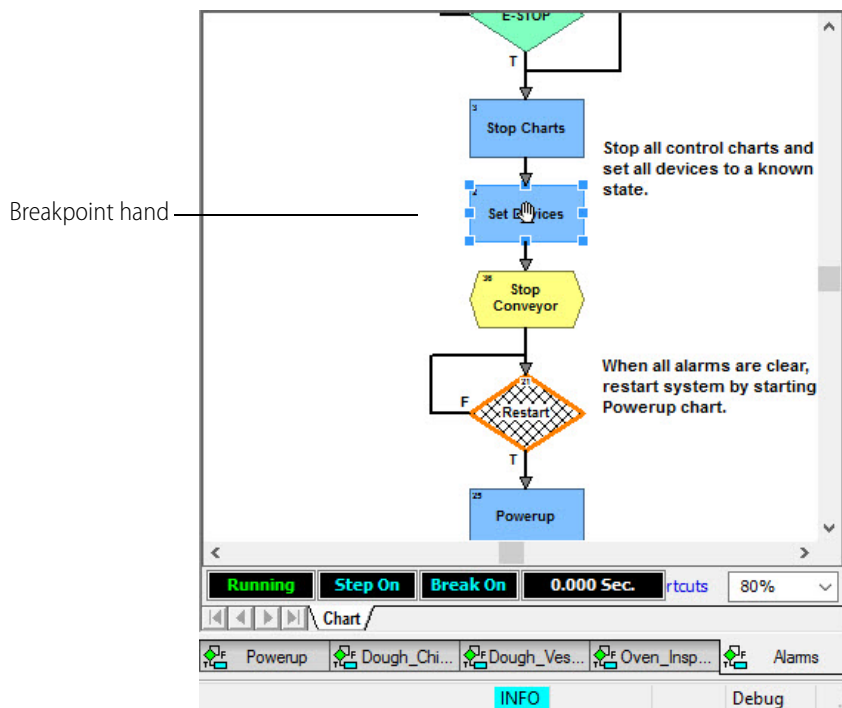 E-STOP
T
3
Stop Charts
Stop all control charts and
set all devices to a known
state.
Breakpoint hand
Set Devices
36
Stop
Conveyor
When all alarms are clear,
restart system by starting
Powerup chart.
21
F
Restart
T
25
Powerup
Running
Step On
Break On
0.000 Sec.
rtcuts
80%
Chart
Powerup
Dough_Chi...
Dough_Ves...
Oven_Insp...
Alarms
INFO
Debug